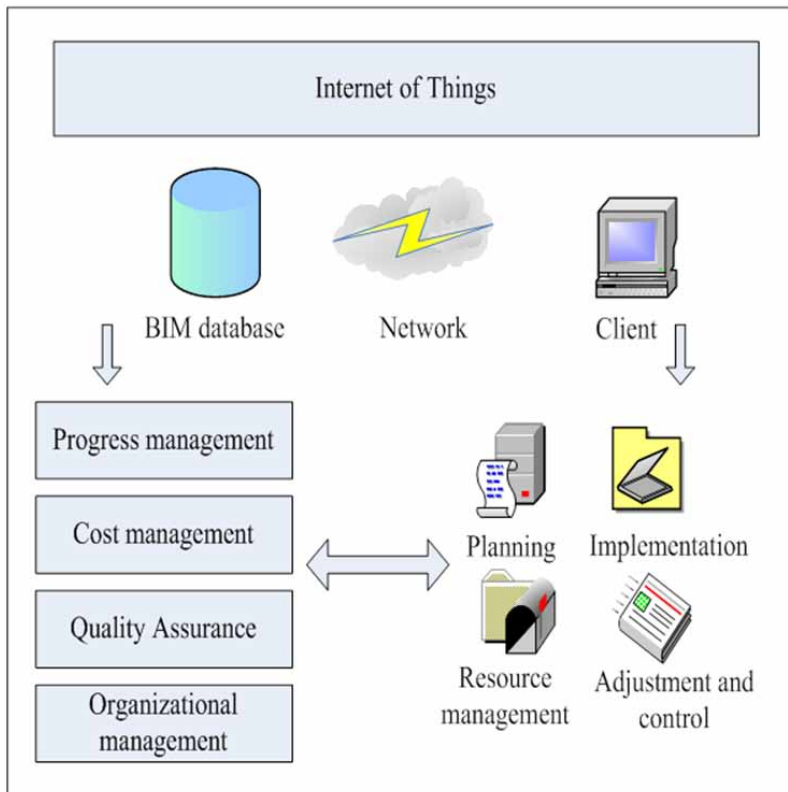 Internet of Things
BIM database
Network
Client
Progress management
Cost management
Quality Assurance
Organizational
management
Planning
Implementation
Resource
management
Adjustment and
control